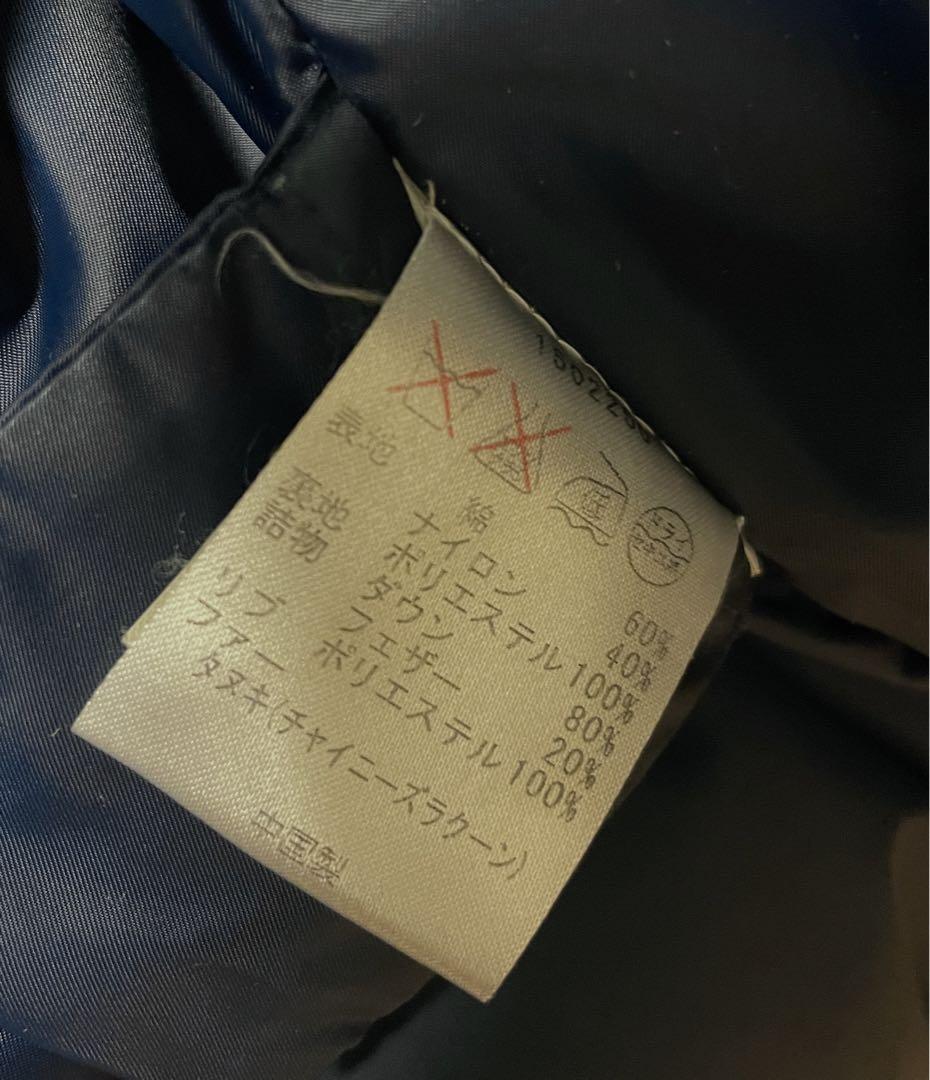 低
表地 綿 60%
ナイロン 40%
裏地 ポリエステル 100%
詰物 ダウン 80%
フェザー 20%
リブ ポリエステル 100%
ファー タヌキ(チャイニーズラクーン)
中国製